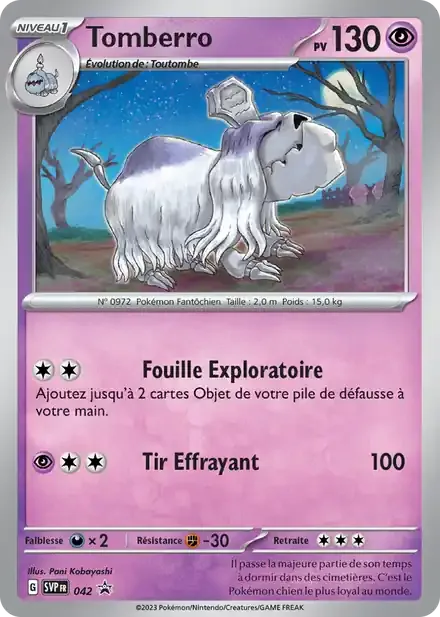 NIVEAU 1
Tomberro
PV 130
Évolution de : Toutombe
N° 0972 Pokémon Fantôchien. Taille : 2,0 m Poids : 15,0 kg
Fouille Exploratoire
Ajoutez jusqu'à 2 cartes Objet de votre pile de défausse à
votre main.
Tir Effrayant 100
Faiblesse ×2 Résistance -30 Retraite
Illus. Pani Kobayashi
G SVP FR 042
Il passe la majeure partie de son temps
à dormir dans des cimetières. C'est le
Pokémon chien le plus loyal au monde.
©2023 Pokémon/Nintendo/Creatures/GAME FREAK